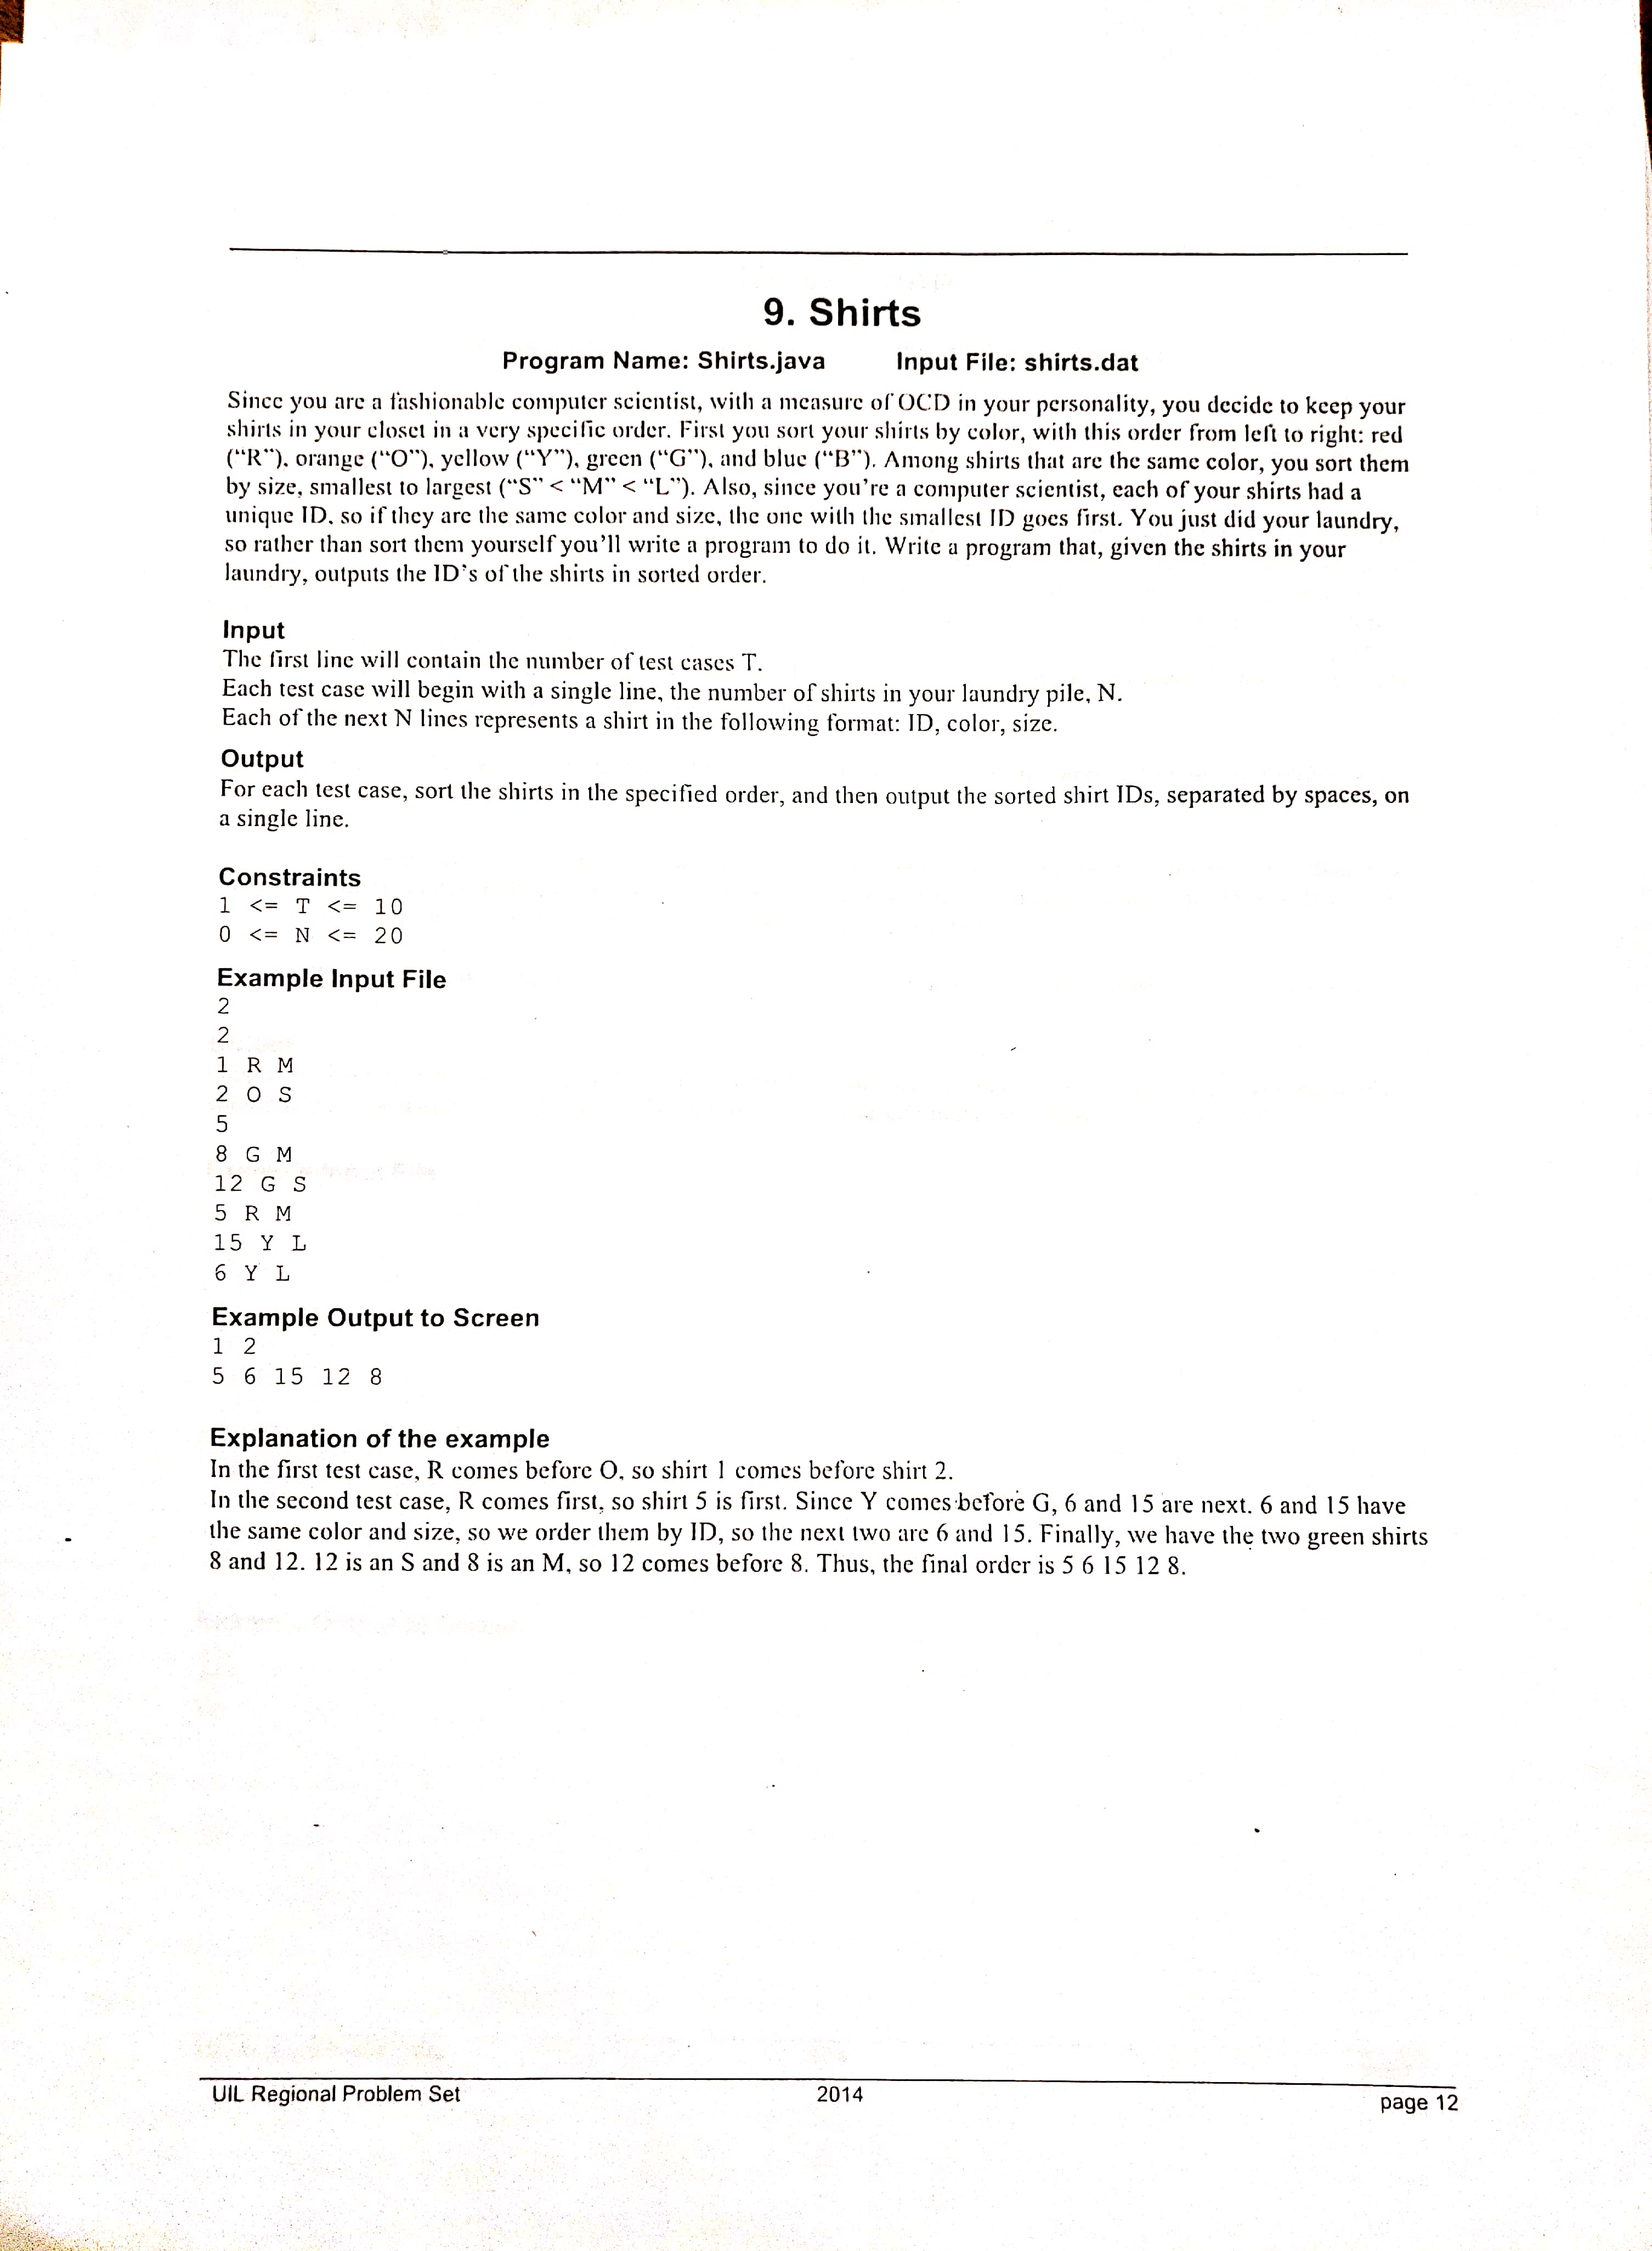 9. Shirts
Program Name: Shirts.java Input File: shirts.dat
Since you are a fashionable computer scientist, with a measure of OCD in your personality, you decide to keep your
shirts in your closet in a very specific order. First you sort your shirts by color, with this order from left to right: red
(“R”), orange (“O”), yellow (“Y”), green (“G”), and blue (“B”). Among shirts that are the same color, you sort them
by size, smallest to largest (“S” < “M” < “L”). Also, since you’re a computer scientist, each of your shirts had a
unique ID, so if they are the same color and size, the one with the smallest ID goes first. You just did your laundry,
so rather than sort them yourself you’ll write a program to do it. Write a program that, given the shirts in your
laundry, outputs the ID’s of the shirts in sorted order.
Input
The first line will contain the number of test cases T.
Each test case will begin with a single line, the number of shirts in your laundry pile, N.
Each of the next N lines represents a shirt in the following format: ID, color, size.
Output
For each test case, sort the shirts in the specified order, and then output the sorted shirt IDs, separated by spaces, on
a single line.
Constraints
1 <= T <= 10
0 <= N <= 20
Example Input File
2
2
1 R M
2 O S
5
8 G M
12 G S
5 R M
15 Y L
6 Y L
Example Output to Screen
1 2
5 6 15 12 8
Explanation of the example
In the first test case, R comes before O, so shirt 1 comes before shirt 2.
In the second test case, R comes first, so shirt 5 is first. Since Y comes before G, 6 and 15 are next. 6 and 15 have
the same color and size, so we order them by ID, so the next two are 6 and 15. Finally, we have the two green shirts
8 and 12. 12 is an S and 8 is an M, so 12 comes before 8. Thus, the final order is 5 6 15 12 8.
UIL Regional Problem Set 2014 page 12